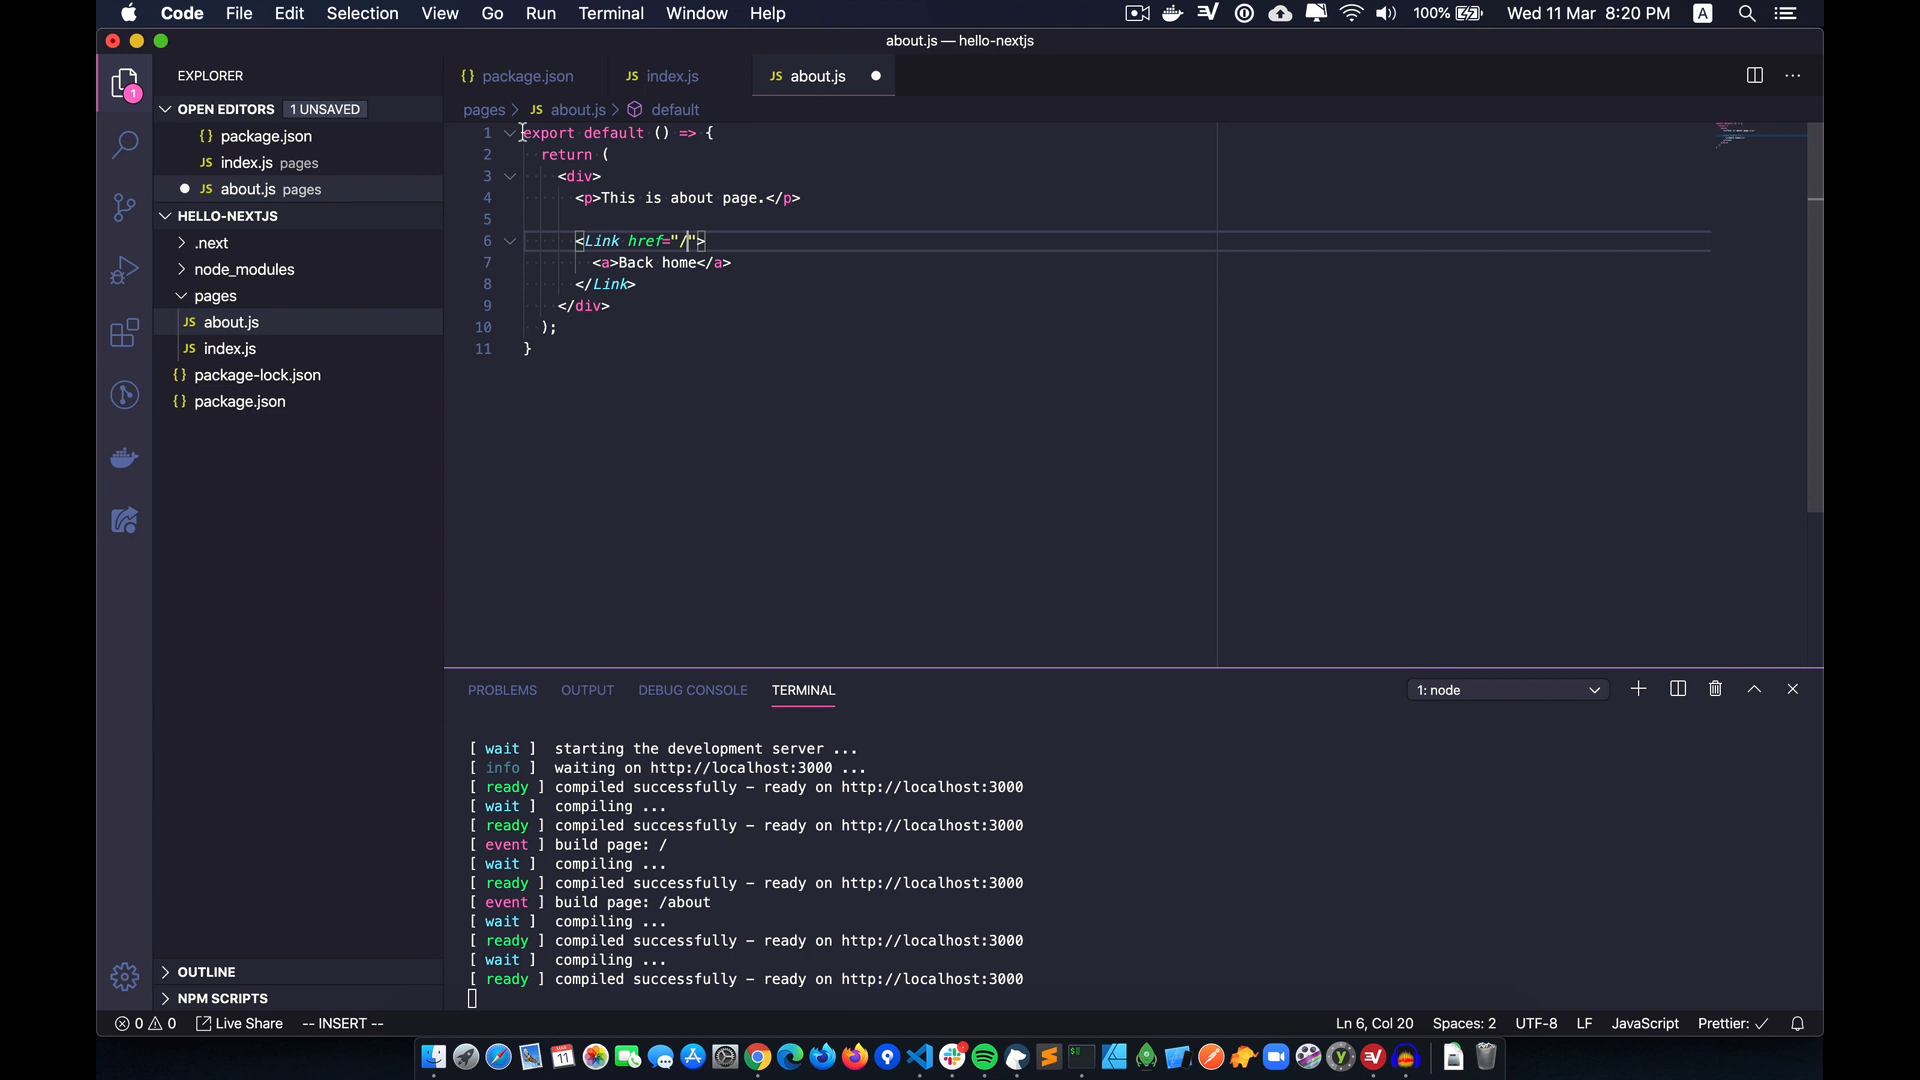 Code File Edit Selection View Go Run Terminal Window Help 100% Wed 11 Mar 8:20 PM A
about.js — hello-nextjs
EXPLORER
{} package.json JS index.js JS about.js
OPEN EDITORS 1 UNSAVED
{} package.json
JS index.js pages
JS about.js pages
HELLO-NEXTJS
.next
node_modules
pages
JS about.js
JS index.js
{} package-lock.json
{} package.json
OUTLINE
NPM SCRIPTS
1
pages > JS about.js > default
1 export default () => {
2 return (
3 <div>
4 <p>This is about page.</p>
5
6 <Link href="/">
7 <a>Back home</a>
8 </Link>
9 </div>
10 );
11 }
PROBLEMS OUTPUT DEBUG CONSOLE TERMINAL 1: node
[ wait ] starting the development server ...
[ info ] waiting on http://localhost:3000 ...
[ ready ] compiled successfully - ready on http://localhost:3000
[ wait ] compiling ...
[ ready ] compiled successfully - ready on http://localhost:3000
[ event ] build page: /
[ wait ] compiling ...
[ ready ] compiled successfully - ready on http://localhost:3000
[ event ] build page: /about
[ wait ] compiling ...
[ ready ] compiled successfully - ready on http://localhost:3000
[ wait ] compiling ...
[ ready ] compiled successfully - ready on http://localhost:3000
0 0 Live Share -- INSERT -- Ln 6, Col 20 Spaces: 2 UTF-8 LF JavaScript Prettier: ✓